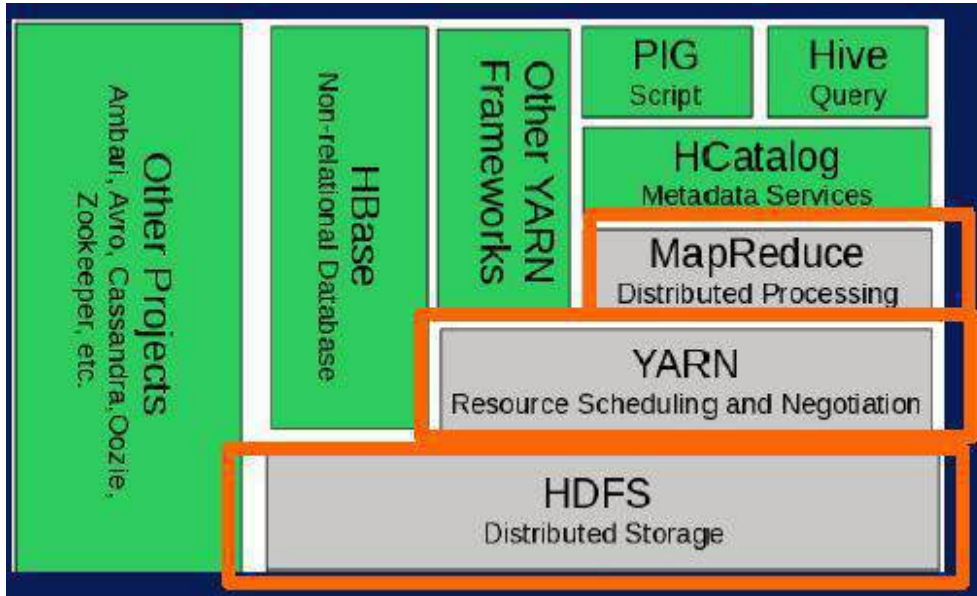 Other Projects
Ambari, Avro, Cassandra,Oozie,
Zookeeper, etc.
HBase
Non-relational Database
Other YARN
Frameworks
PIG
Script
Hive
Query
HCatalog
Metadata Services
MapReduce
Distributed Processing
YARN
Resource Scheduling and Negotiation
HDFS
Distributed Storage